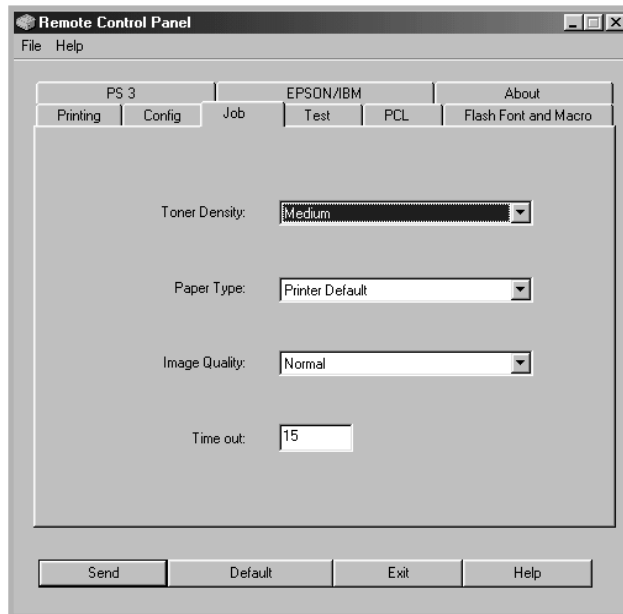 Remote Control Panel
File Help
PS 3 EPSON/IBM About
Printing Config Job Test PCL Flash Font and Macro
Toner Density: Medium
Paper Type: Printer Default
Image Quality: Normal
Time out: 15
Send Default Exit Help